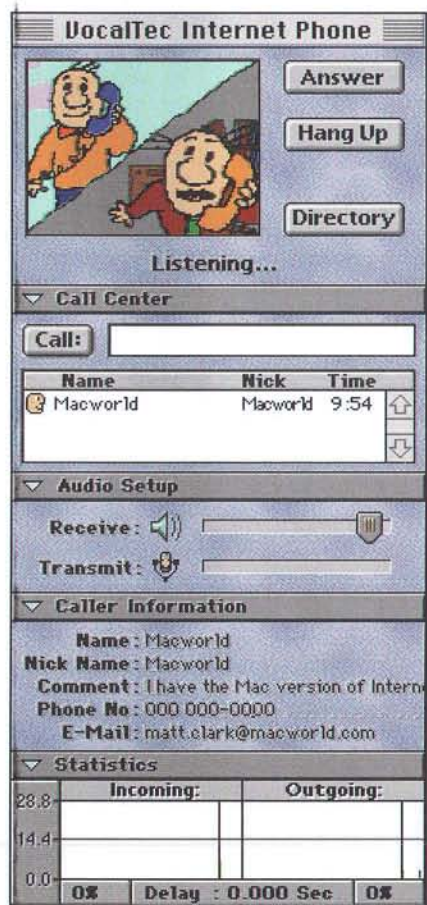 VocalTec Internet Phone
Answer
Hang Up
Directory
Listening...
Call Center
Call:
Name Nick Time
Macworld Macworld 9:54
Audio Setup
Receive:
Transmit:
Caller Information
Name: Macworld
Nick Name: Macworld
Comment: I have the Mac version of Intern
Phone No: 000 000-0000
E-Mail: matt.clark@macworld.com
Statistics
Incoming: Outgoing:
28.8
14.4
0.0
0% Delay : 0.000 Sec 0%